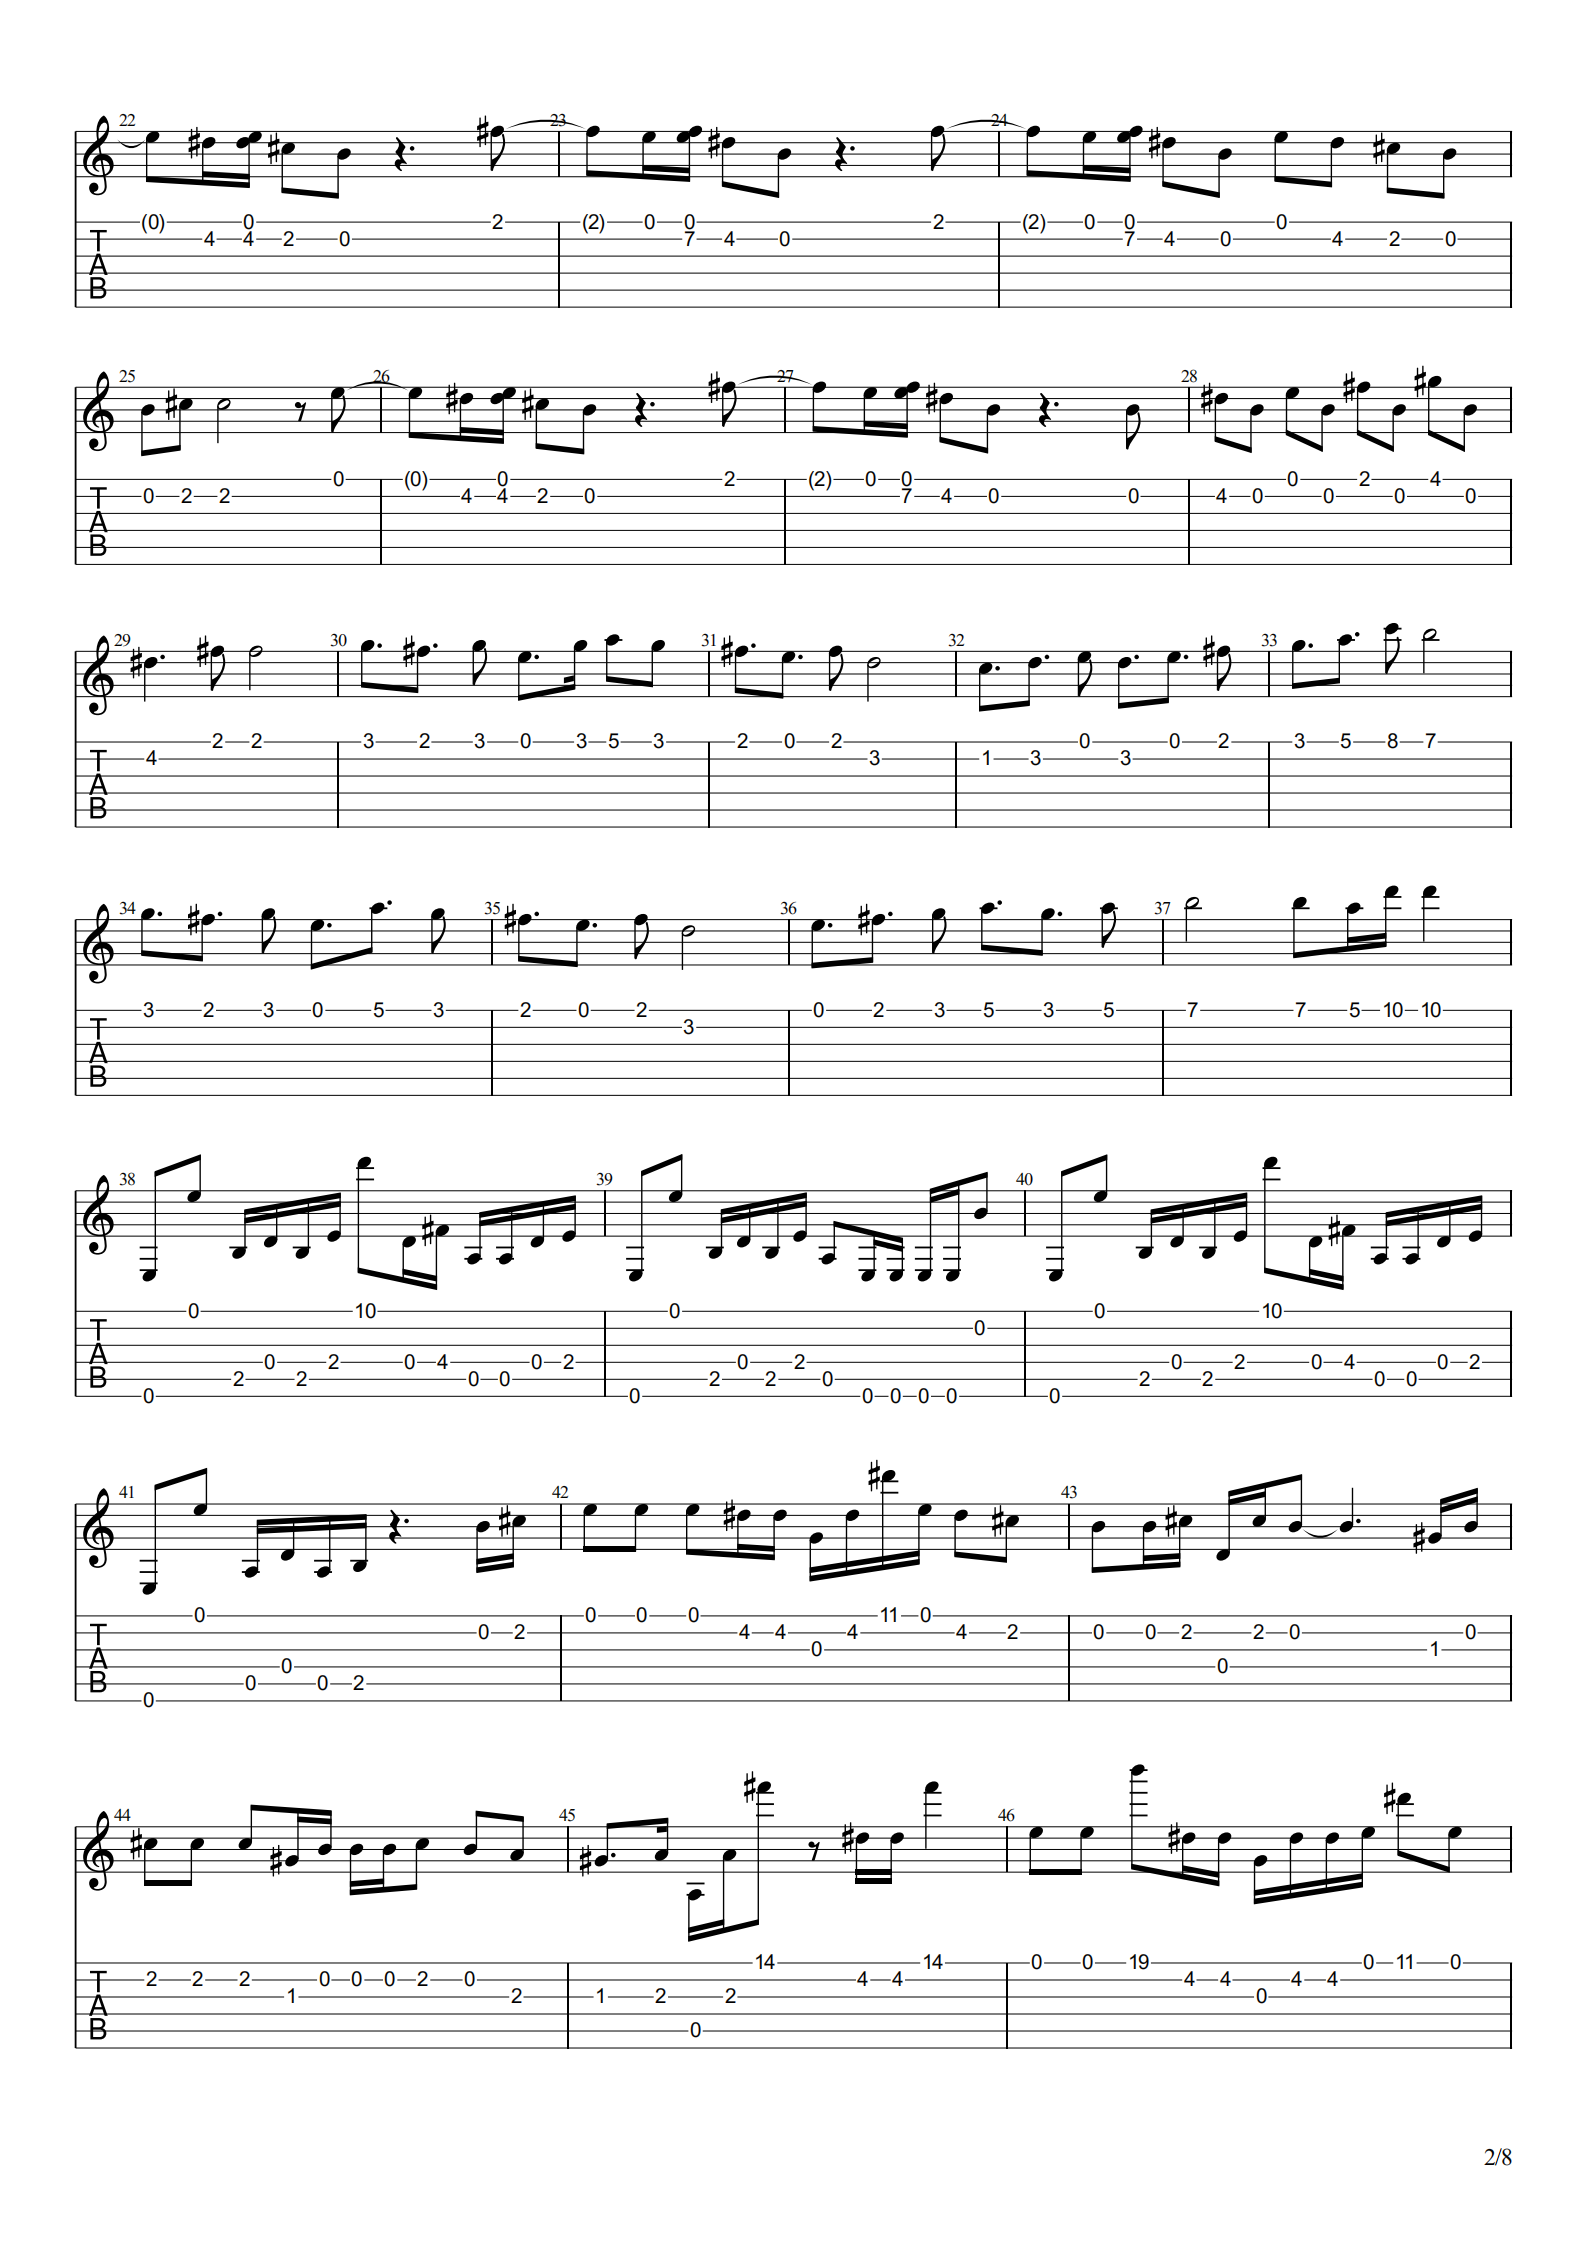 22 23 24
(0) 0 2 (2) 0 0 2 (2) 0 0 0
T 4 4 2 0 7 4 0 7 4 0 4 2 0
A
B
25 26 27 28
0 (0) 0 2 (2) 0 0 0 2 4
T 0 2 2 4 4 2 0 7 4 0 0 4 0 0 0 0
A
B
29 30 31 32 33
2 2 3 2 3 0 3 5 3 2 0 2 0 0 2 3 5 8 7
T 4 3 1 3 3
A
B
34 35 36 37
3 2 3 0 5 3 2 0 2 0 2 3 5 3 5 7 7 5 10 10
T 3
A
B
38 39 40
0 10 0 0 10
T 0
A 0 2 0 4 0 2 0 2 0 2 0 4 0 2
B 2 2 0 0 2 2 0 2 2 0 0
0 0 0 0 0 0 0
41 42 43
0 0 0 0 11 0
T 0 2 4 4 4 4 2 0 0 2 2 0 0
A 0 1
0 0
B 0 0 2
0
44 45 46
14 14 0 0 19 0 11 0
T 2 2 2 0 0 0 2 0 4 4 4 4 4 4
A 1 2 1 2 2 0
B 0
2/8